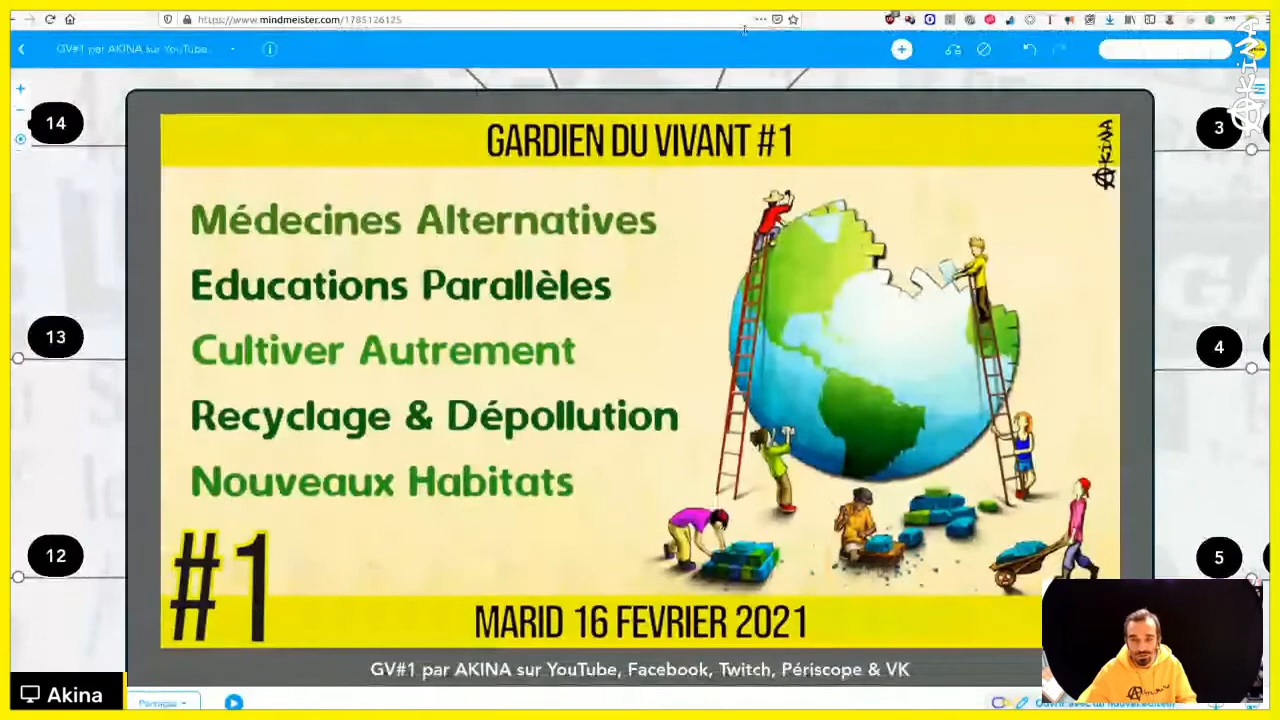 https://www.mindmeister.com/1785126125
GV#1 par AKINA sur YouTube
14
3
GARDIEN DU VIVANT #1
AKINA
Médecines Alternatives
Educations Parallèles
Cultiver Autrement
Recyclage & Dépollution
Nouveaux Habitats
13
4
12
5
#1
MARID 16 FEVRIER 2021
GV#1 par AKINA sur YouTube, Facebook, Twitch, Périscope & VK
Akina
Partager
AKINA